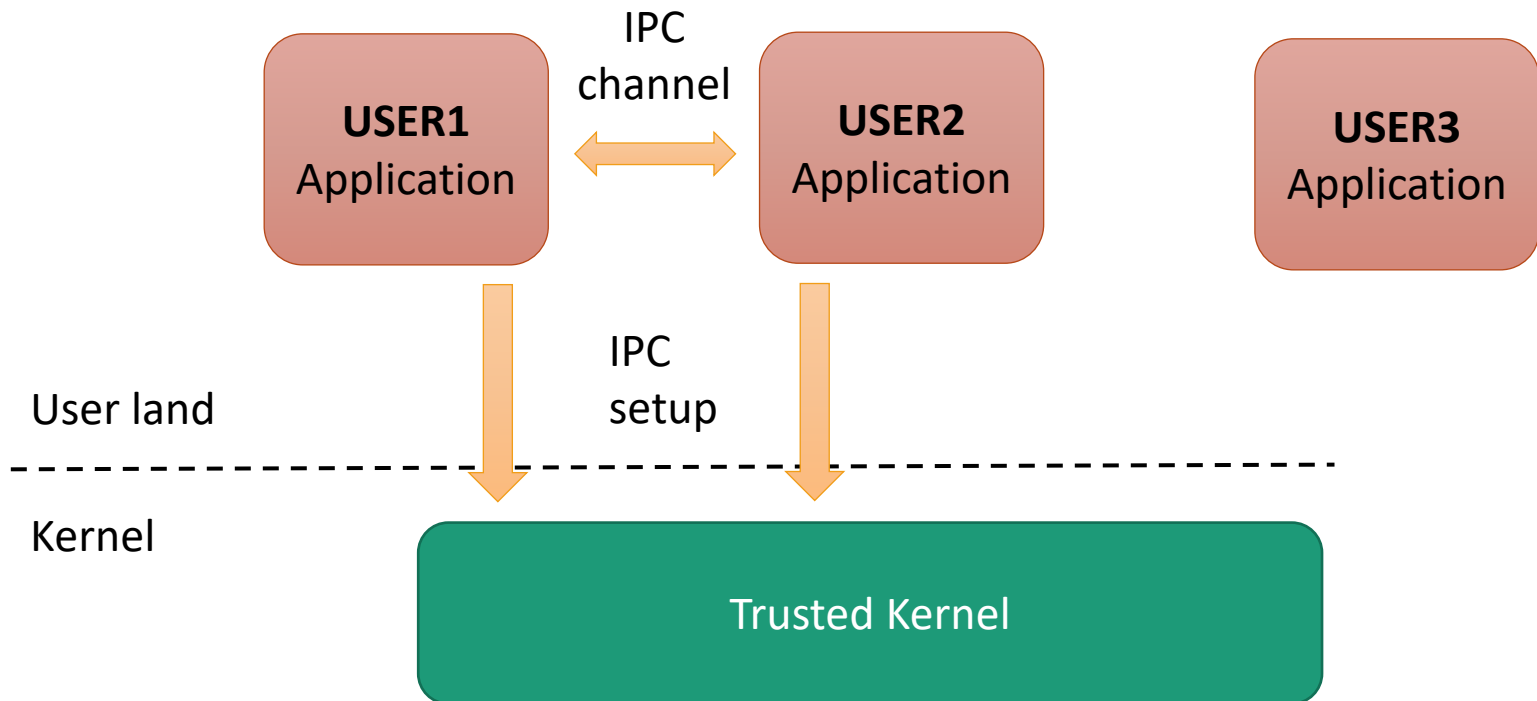 IPC
channel
USER1
Application
USER2
Application
USER3
Application
IPC
setup
User land
Kernel
Trusted Kernel